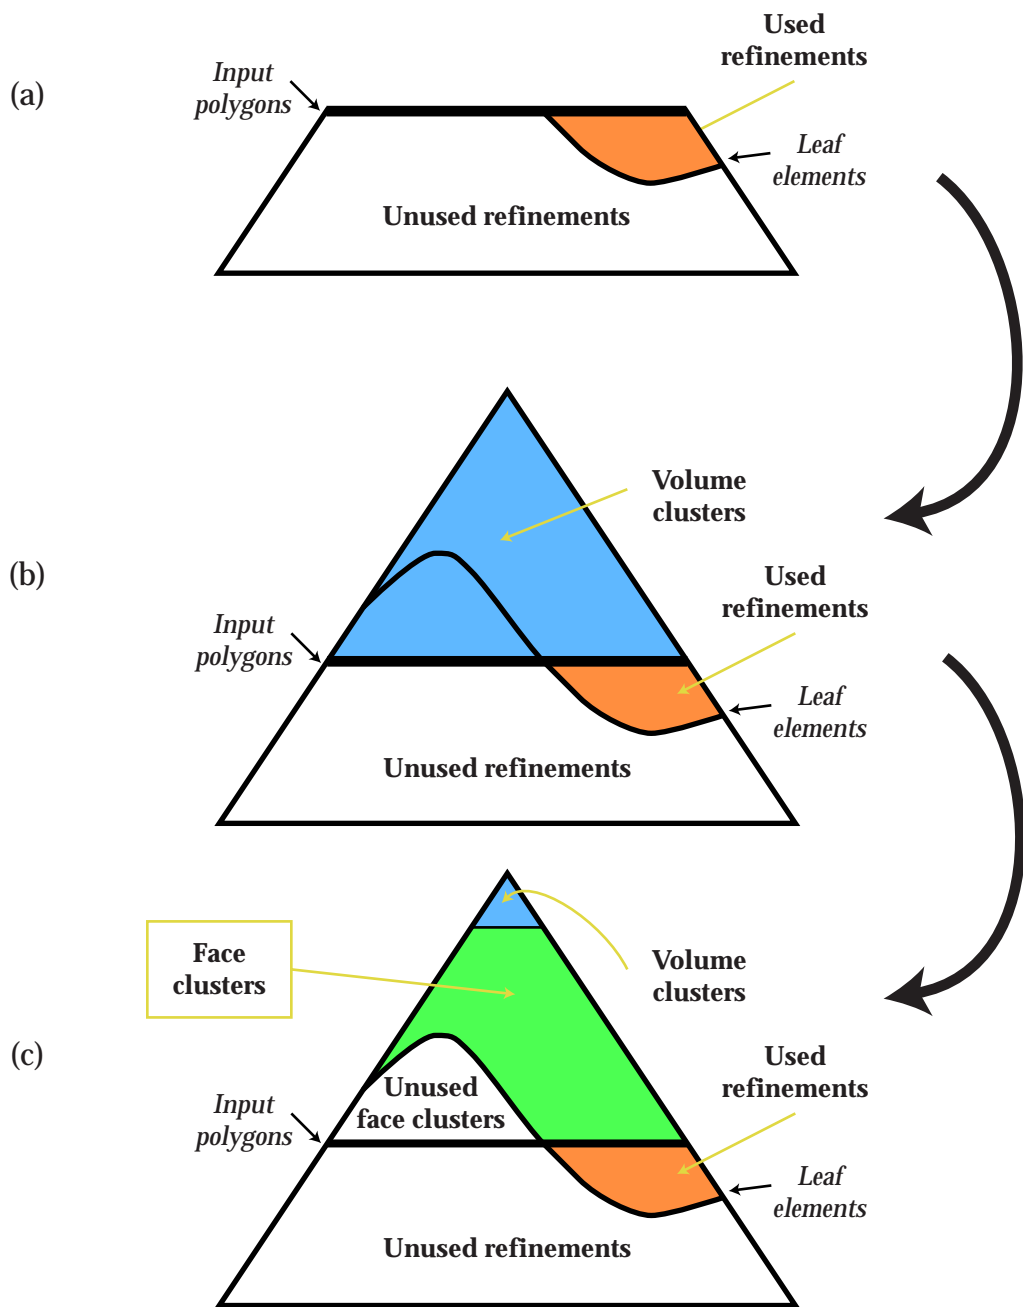 (a)
Input
polygons
Used
refinements
Leaf
elements
Unused refinements
(b)
Volume
clusters
Used
refinements
Input
polygons
Leaf
elements
Unused refinements
(c)
Face
clusters
Volume
clusters
Used
refinements
Unused
face clusters
Input
polygons
Leaf
elements
Unused refinements